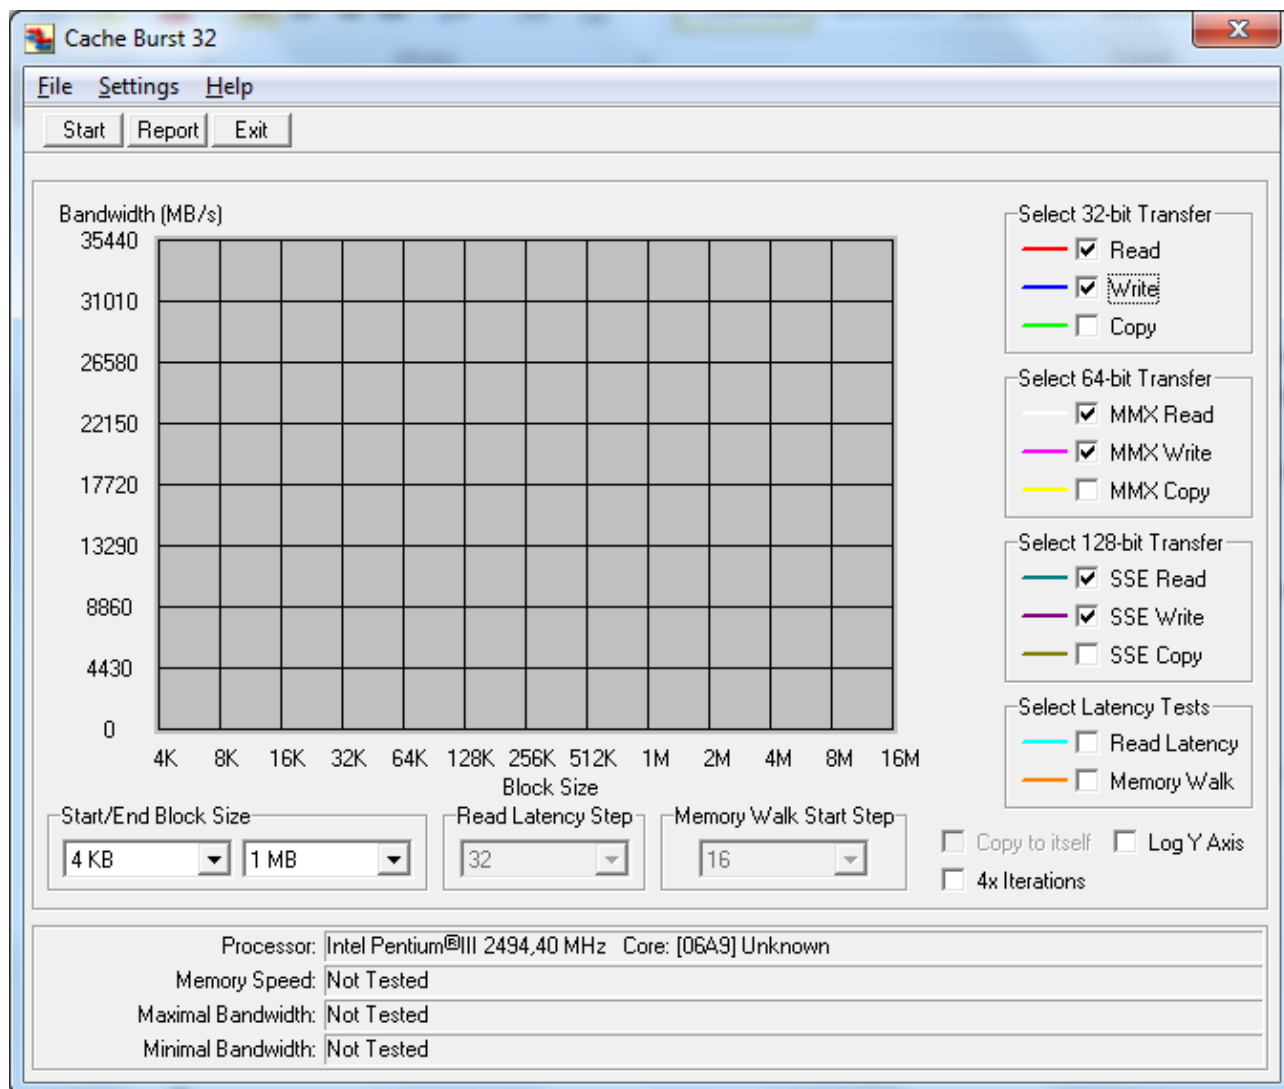 Cache Burst 32
X
File Settings Help
Start Report Exit
Bandwidth (MB/s)
35440
31010
26580
22150
17720
13290
8860
4430
0
4K 8K 16K 32K 64K 128K 256K 512K 1M 2M 4M 8M 16M
Block Size
Select 32-bit Transfer
Read
Write
Copy
Select 64-bit Transfer
MMX Read
MMX Write
MMX Copy
Select 128-bit Transfer
SSE Read
SSE Write
SSE Copy
Select Latency Tests
Read Latency
Memory Walk
Start/End Block Size
4 KB 1 MB
Read Latency Step
32
Memory Walk Start Step
16
Copy to itself Log Y Axis
4x Iterations
Processor: Intel Pentium®III 2494,40 MHz Core: [06A9] Unknown
Memory Speed: Not Tested
Maximal Bandwidth: Not Tested
Minimal Bandwidth: Not Tested